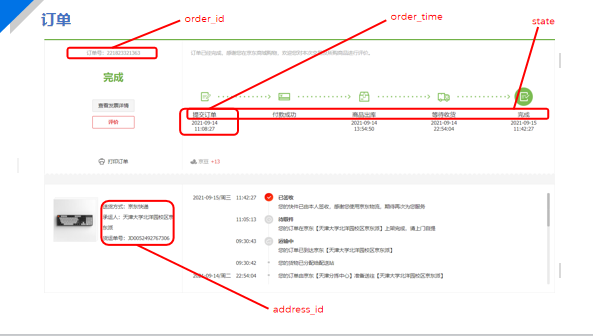 订单
order_id
order_time
state
订单号: 221823321363
订单已经完成，感谢您在京东商城购物，欢迎您对本次交易及所购商品进行评价。
完成
查看发票详情
评价
打印订单
提交订单 付款成功 商品出库 等待收货 完成
2021-09-14 2021-09-14 2021-09-14 2021-09-15
11:08:27 13:54:50 22:54:04 11:42:27
京豆 +13
送货方式: 京东快递
承运人: 天津大学北洋园校区京
东派
货运单号: JD0052492767306
2021-09-15/周三 11:42:27 已签收
您的快件已由本人签收，感谢您使用京东物流，期待再次为您服务
11:05:13 待取件
您的订单在京东【天津大学北洋园校区京东派】上架完成，请上门自提
09:30:43 运输中
您的订单已到达京东【天津大学北洋园校区京东派】
09:30:42 您的货物已分配待配送站
2021-09-14/周二 22:54:04 您的订单由京东【天津分拣中心】准备送往【天津大学北洋园校区京东派】
address_id